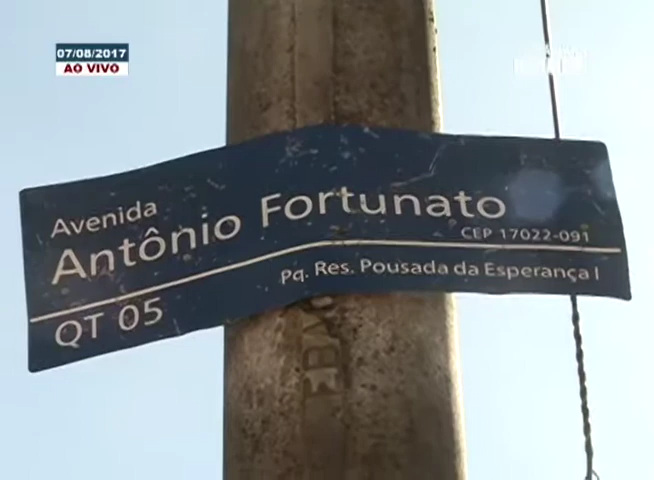 07/08/2017
AO VIVO
Avenida
Antônio Fortunato
CEP 17022-091
Pq. Res. Pousada da Esperança I
QT 05